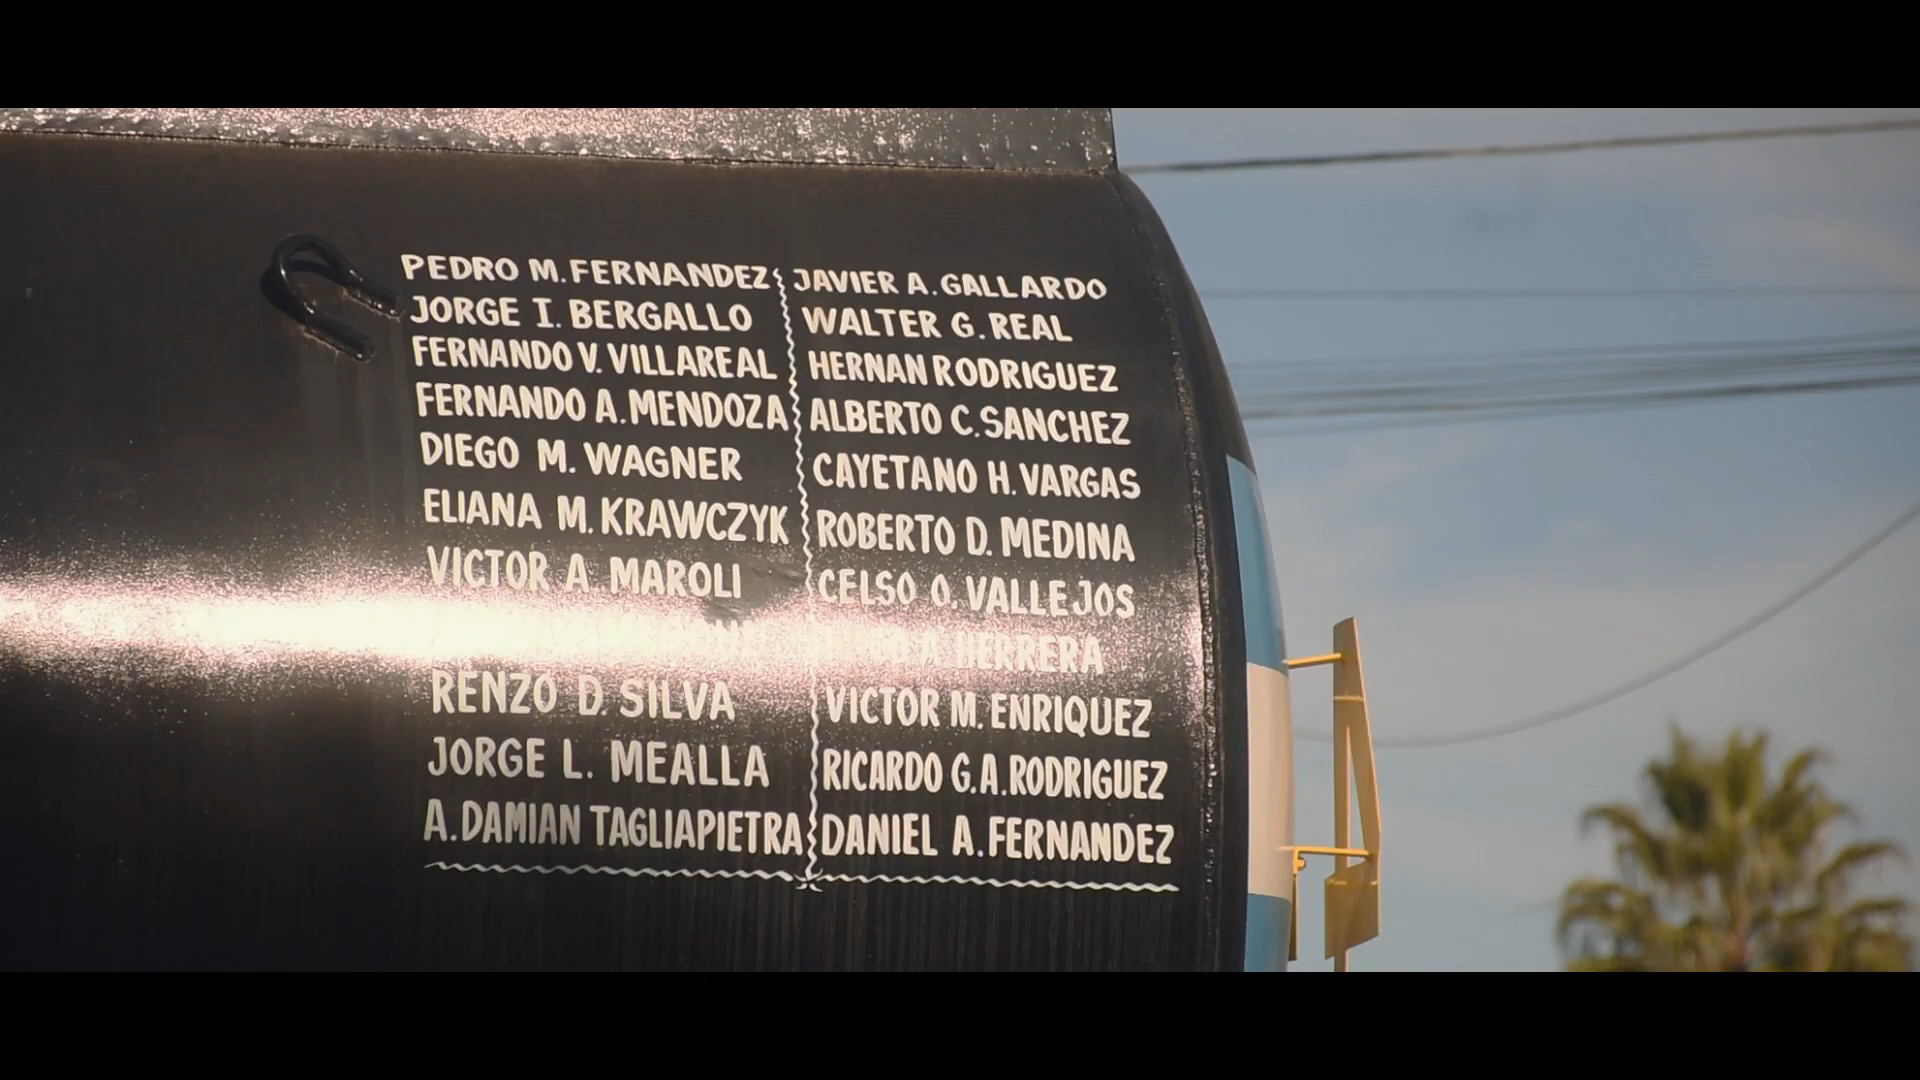 PEDRO M. FERNANDEZ
JORGE I. BERGALLO
FERNANDO V. VILLAREAL
FERNANDO A. MENDOZA
DIEGO M. WAGNER
ELIANA M. KRAWCZYK
VICTOR A MAROLI
RENZO D. SILVA
JORGE L. MEALLA
A. DAMIAN TAGLIAPIETRA
JAVIER A. GALLARDO
WALTER G. REAL
HERNAN RODRIGUEZ
ALBERTO C. SANCHEZ
CAYETANO H. VARGAS
ROBERTO D. MEDINA
CELSO O. VALLEJOS
A. HERRERA
VICTOR M. ENRIQUEZ
RICARDO G.A. RODRIGUEZ
DANIEL A. FERNANDEZ